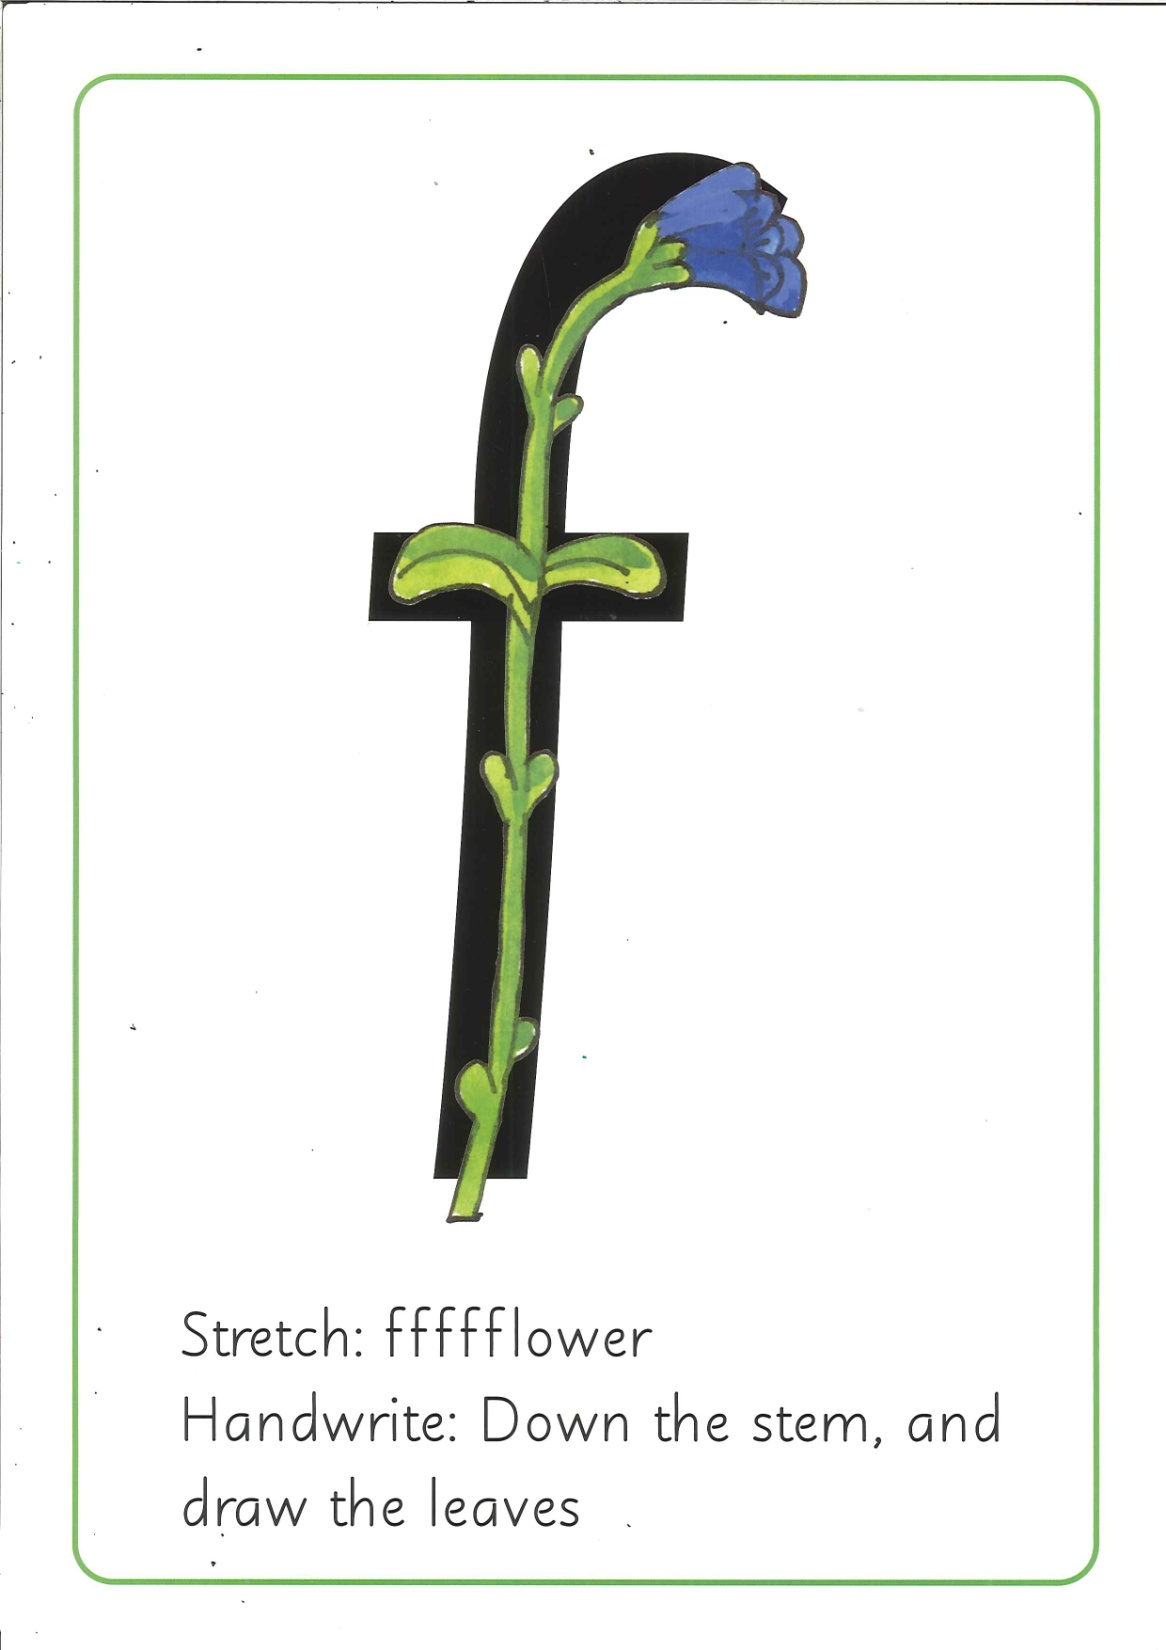 f
Stretch: ffffflower
Handwrite: Down the stem, and
draw the leaves